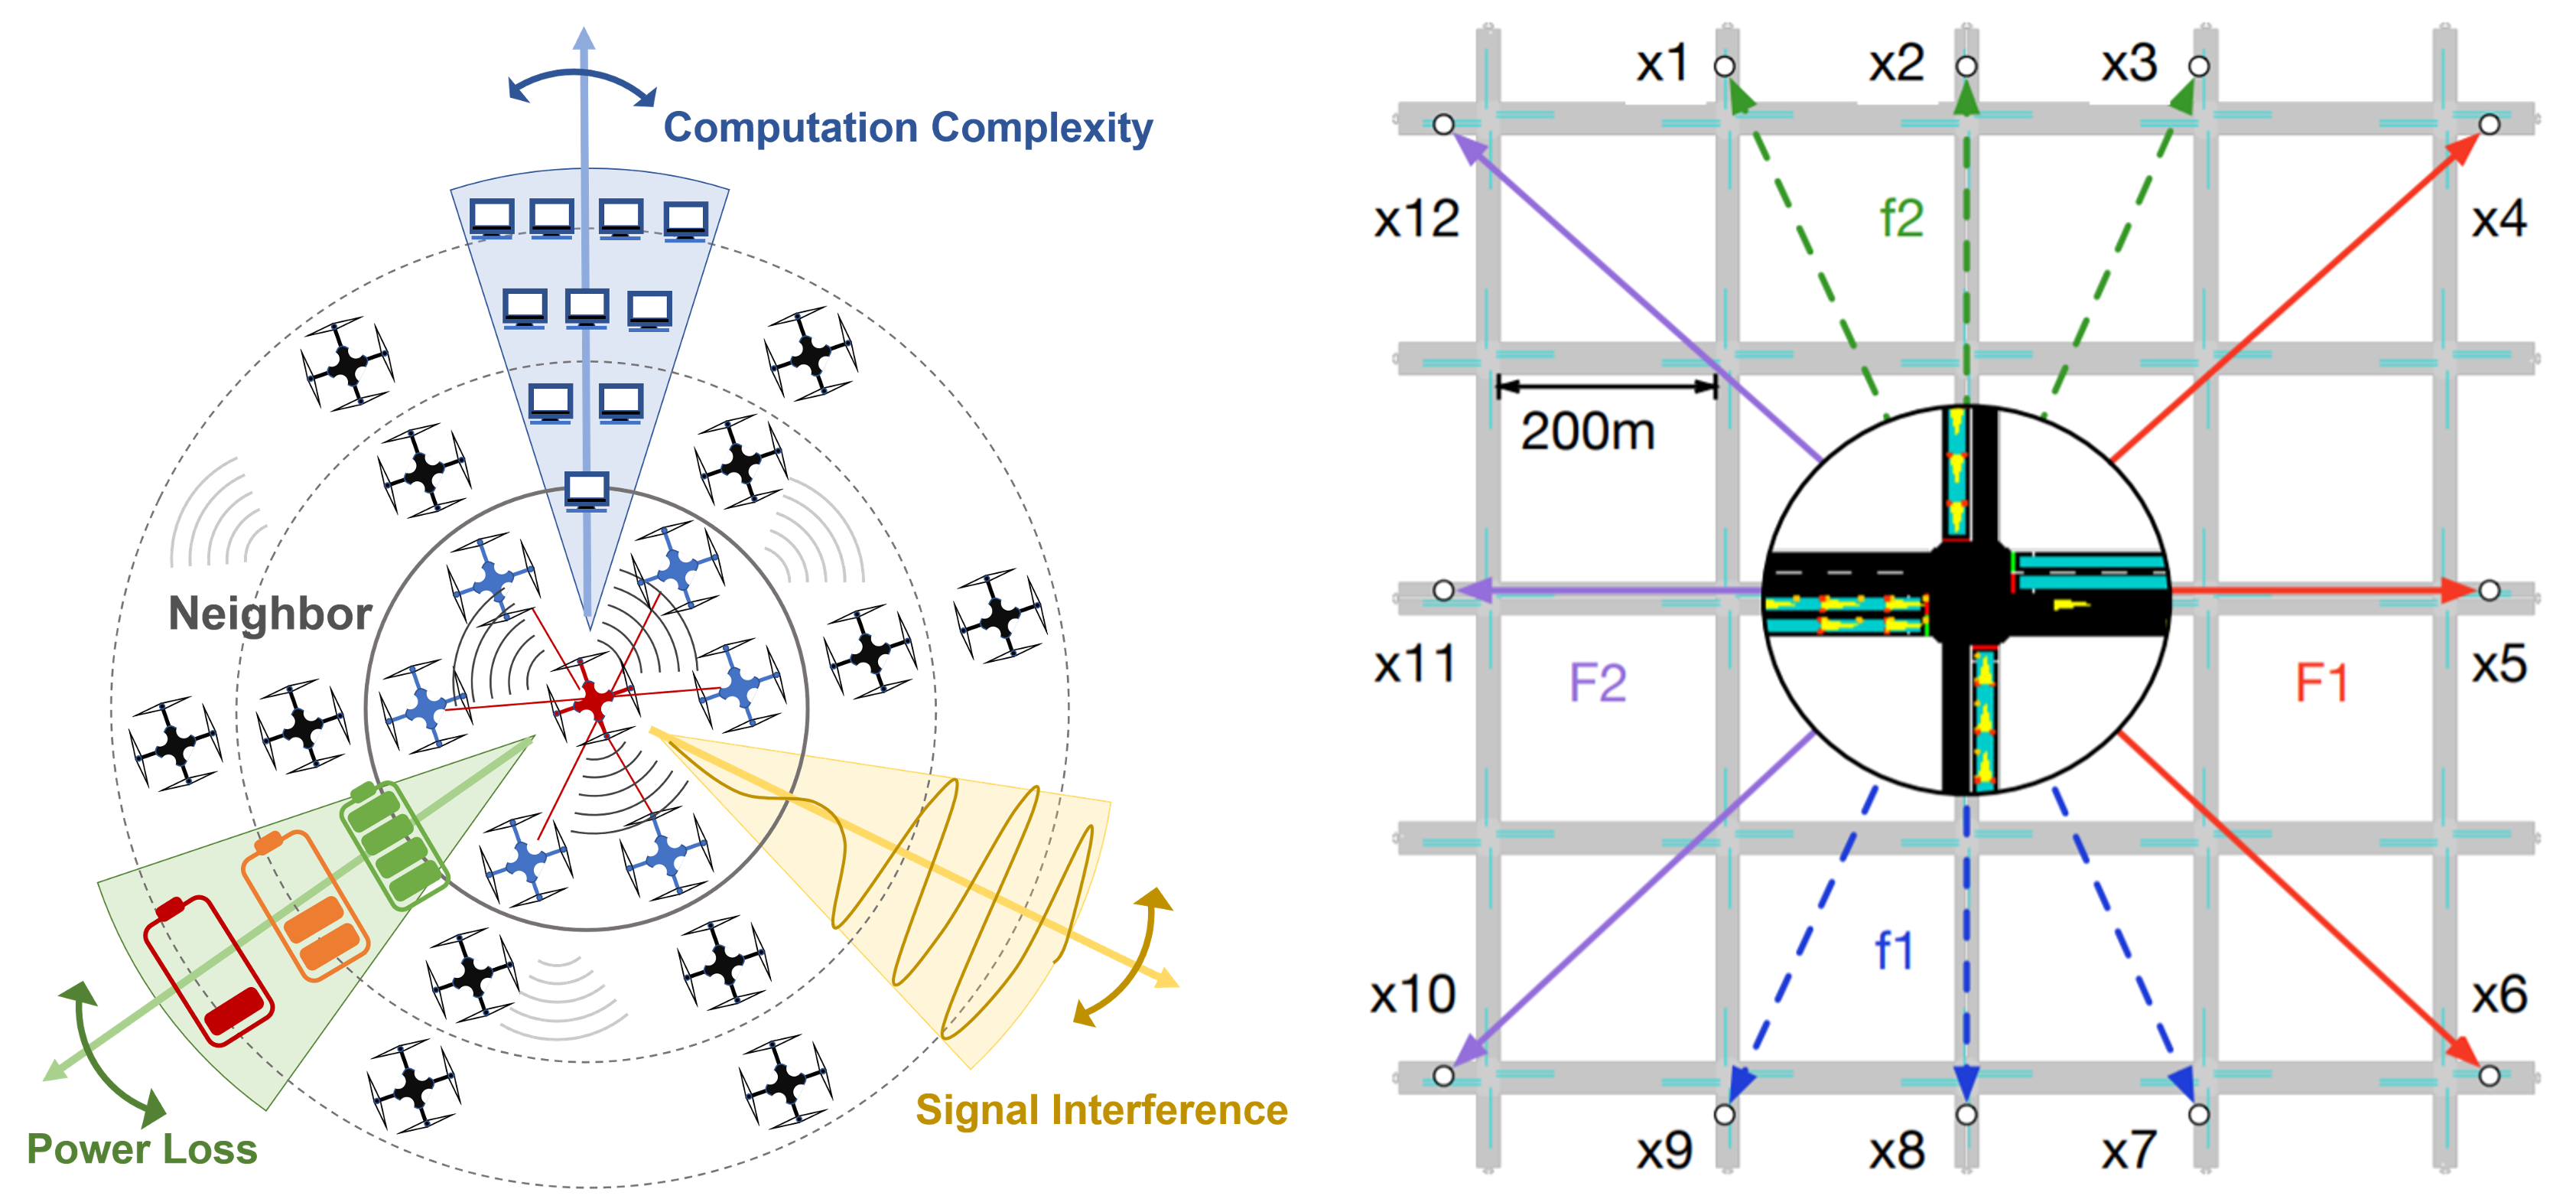 Computation Complexity
Neighbor
Power Loss
Signal Interference
x1
x2
x3
x12
f2
x4
200m
x11
F2
F1
x5
x10
f1
x6
x9
x8
x7